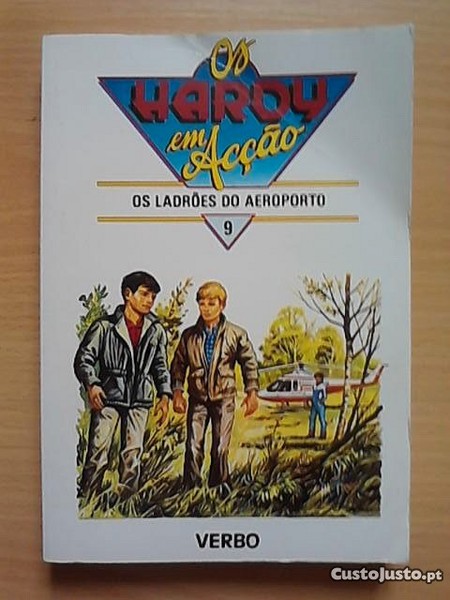 Os
HARDY
em Acção
OS LADRÕES DO AEROPORTO
9
VERBO
CustoJusto.pt